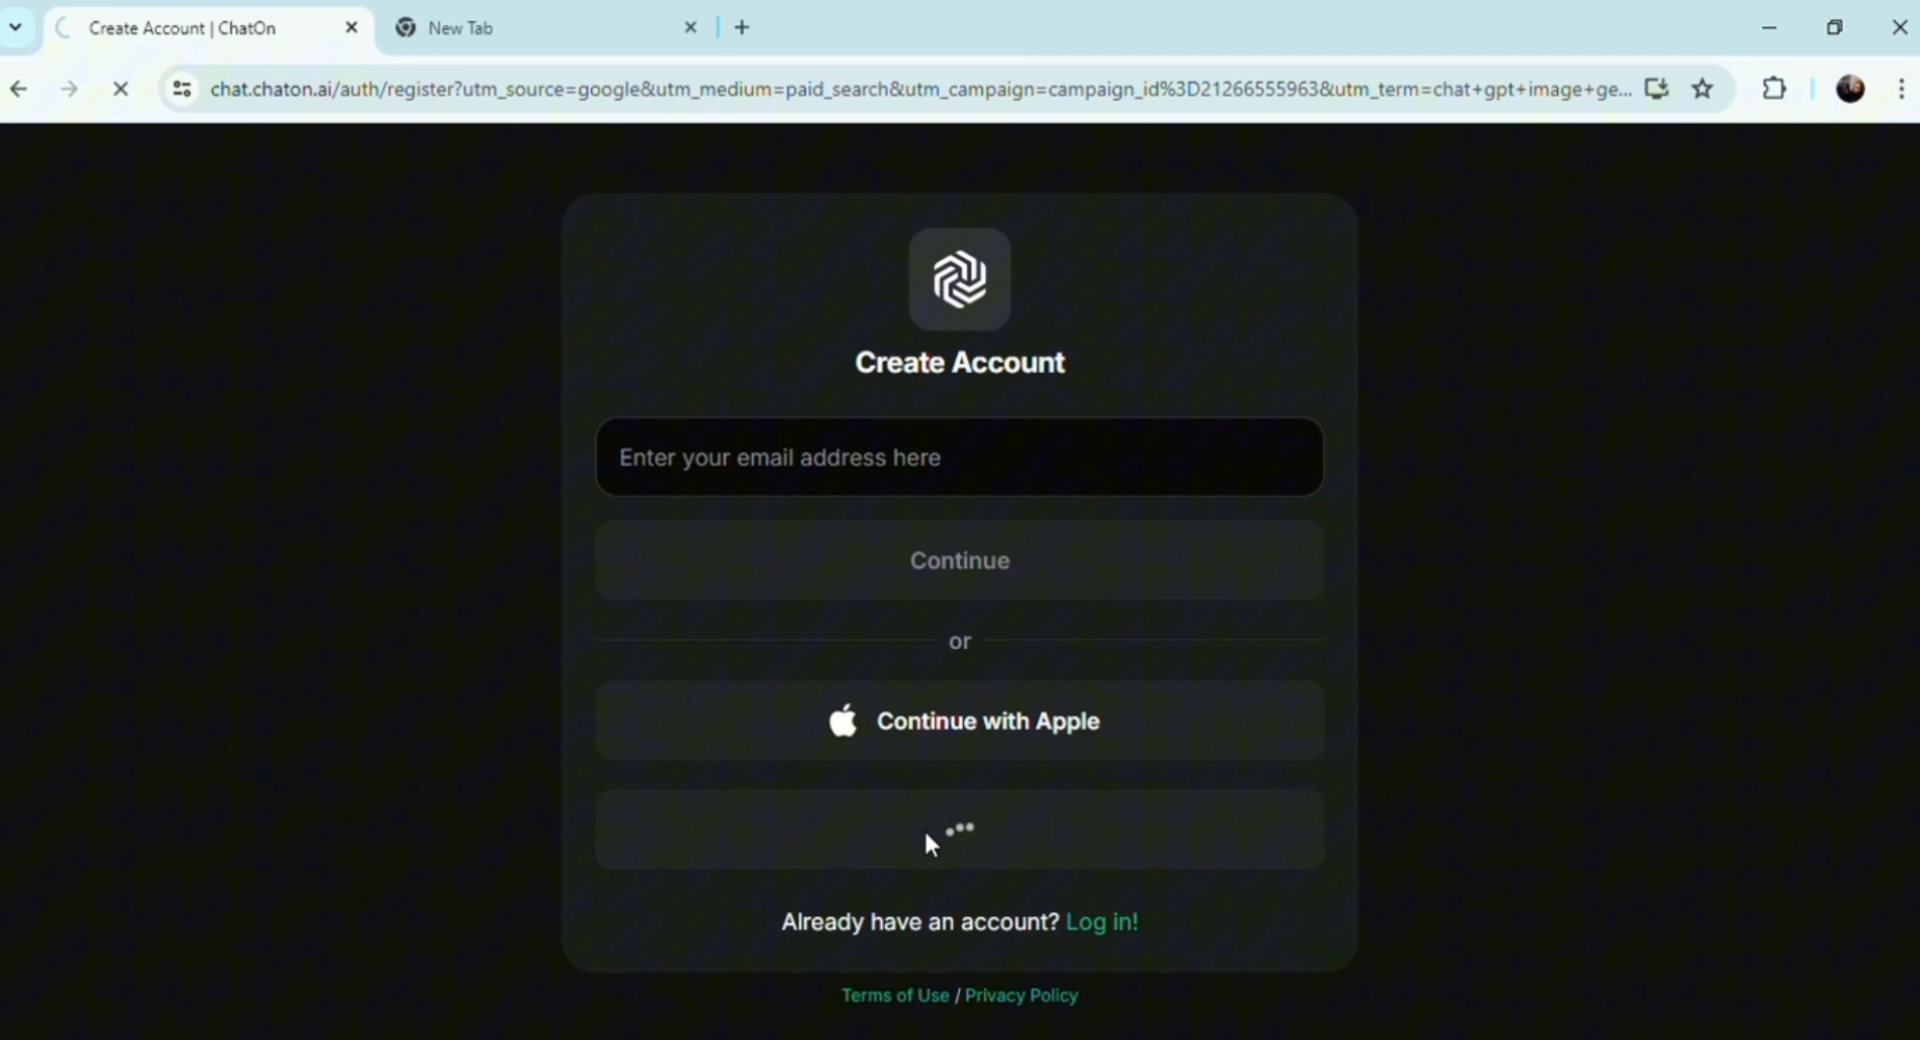 Create Account | ChatOn
New Tab
chat.chaton.ai/auth/register?utm_source=google&utm_medium=paid_search&utm_campaign=campaign_id%3D21266555963&utm_term=chat+gpt+image+ge...
Create Account
Enter your email address here
Continue
or
Continue with Apple
Already have an account? Log in!
Terms of Use / Privacy Policy